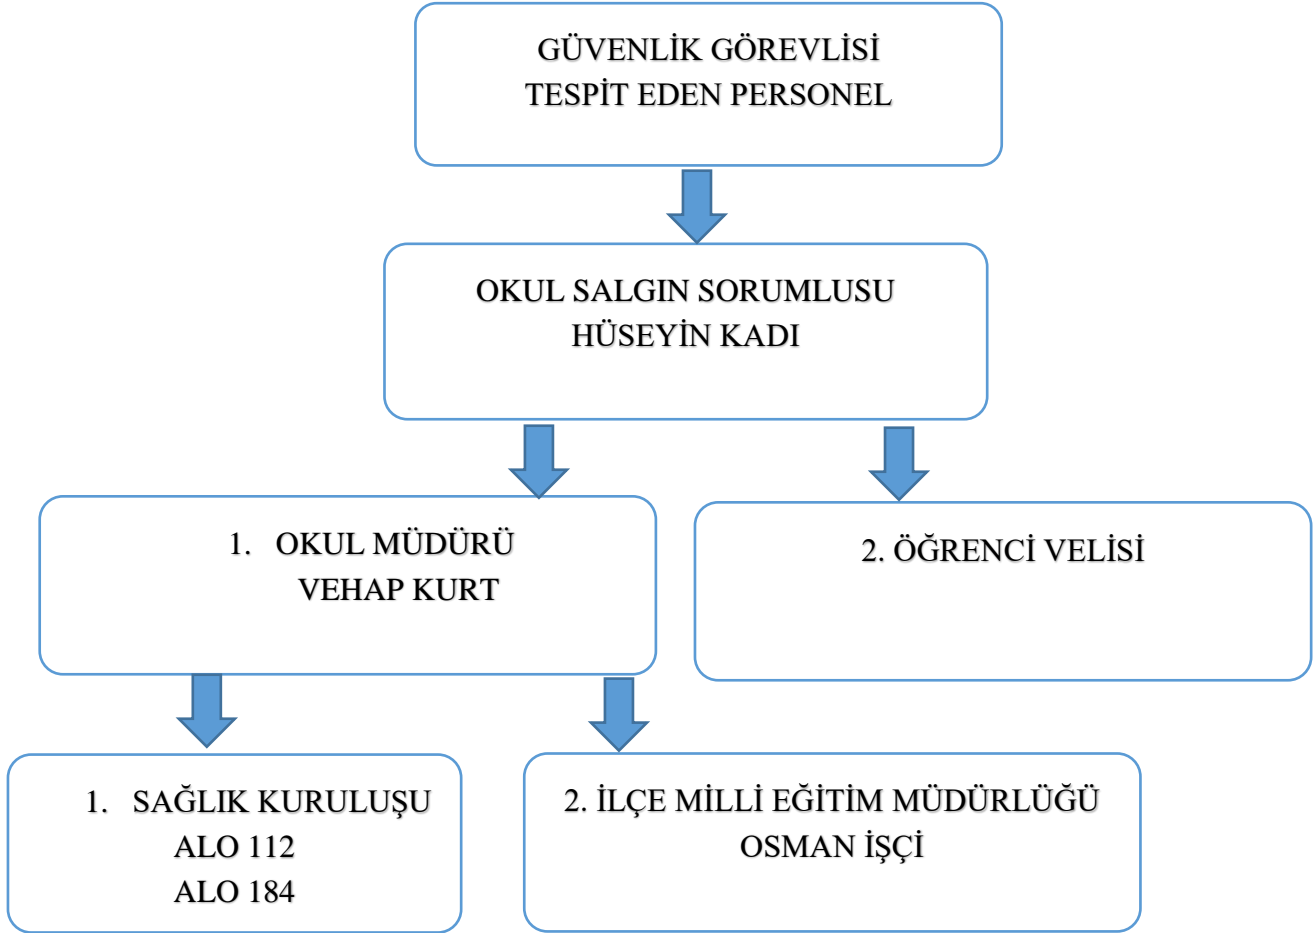 GÜVENLİK GÖREVLİSİ
TESPİT EDEN PERSONEL
OKUL SALGIN SORUMLUSU
HÜSEYİN KADI
1. OKUL MÜDÜRÜ
VEHAP KURT
2. ÖĞRENCİ VELİSİ
1. SAĞLIK KURULUŞU
ALO 112
ALO 184
2. İLÇE MİLLİ EĞİTİM MÜDÜRLÜĞÜ
OSMAN İŞÇİ